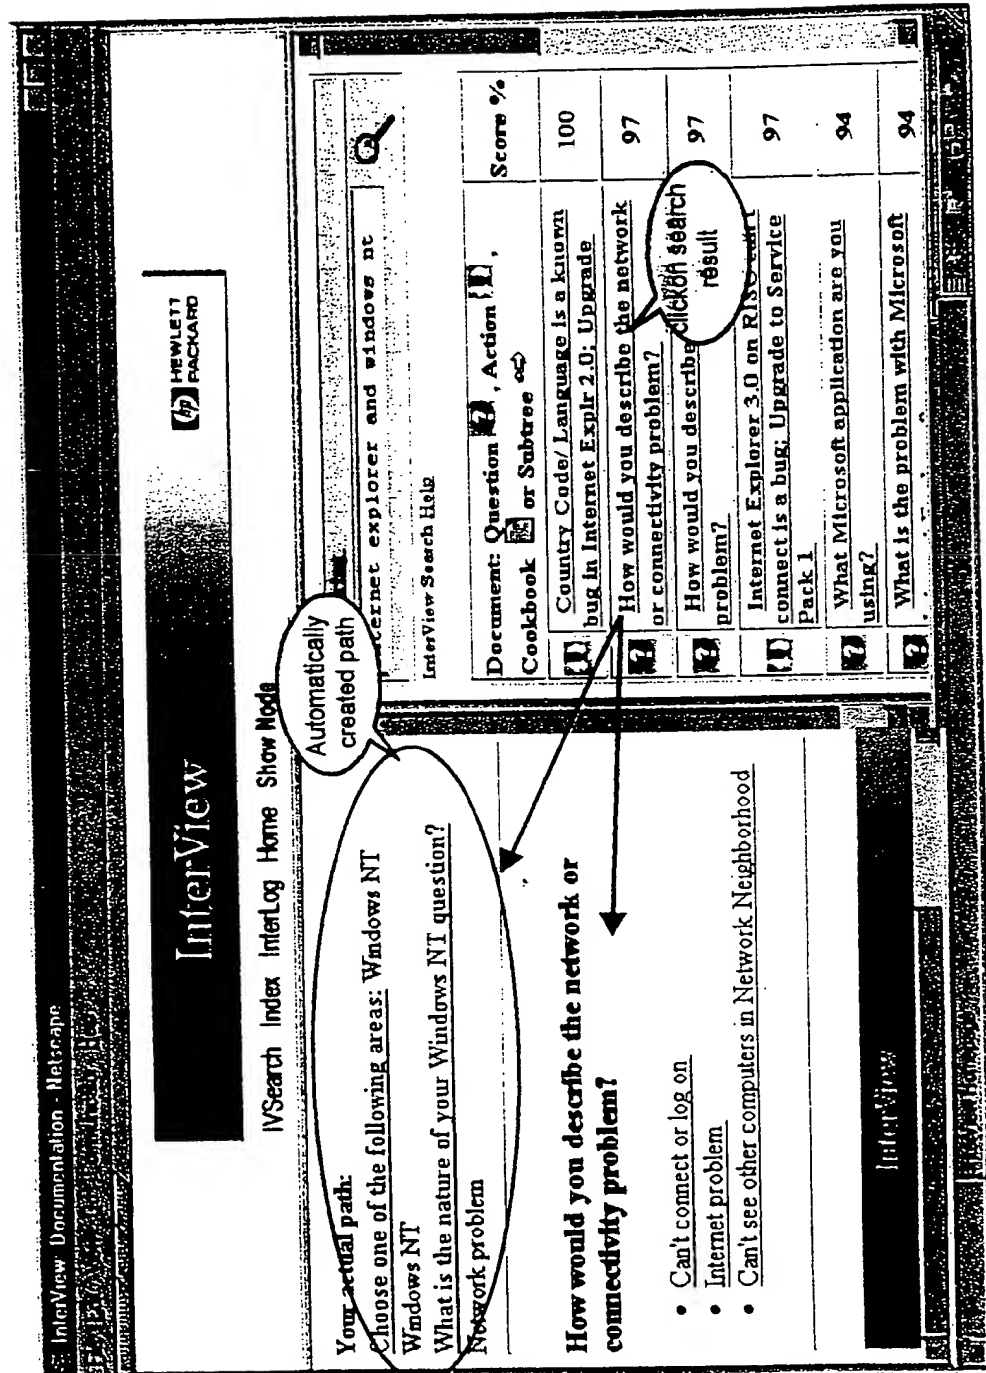 InterView Documentation - Netscape
InterView
hp HEWLETT
PACKARD
IVSearch Index InterLog Home Show Node
Your actual path:
Choose one of the following areas: Windows NT
Windows NT
What is the nature of your Windows NT question?
Network problem
Automatically
created path
How would you describe the network or
connectivity problem?
• Can't connect or log on
• Internet problem
• Can't see other computers in Network Neighborhood
InterView
ternet explorer and windows nt
InterView Search Help
Document: Question , Action ,
Cookbook or Subtree
Score %
Country Code/ Language is a known
bug in Internet Explr 2.0; Upgrade
100
How would you describe the network
or connectivity problem?
97
How would you describe
problem?
97
click on search
result
Internet Explorer 3.0 on RISC
connect is a bug; Upgrade to Service
Pack 1
97
What Microsoft application are you
using?
94
What is the problem with Microsoft
94